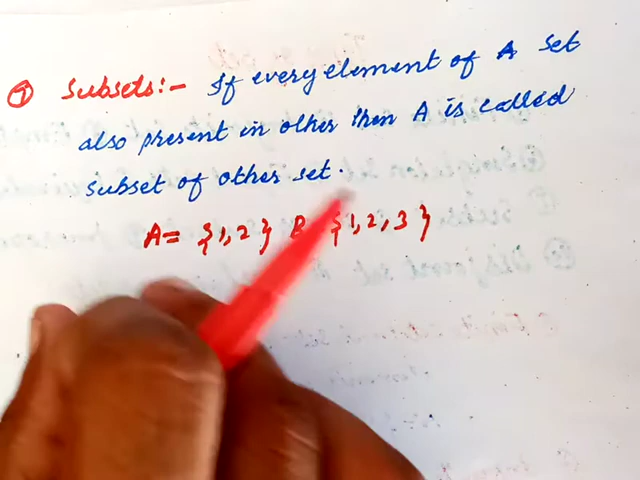 ⑦ Subsets:- If every element of A set
also present in other then A is called
subset of other set.
A= {1,2} B {1,2,3}